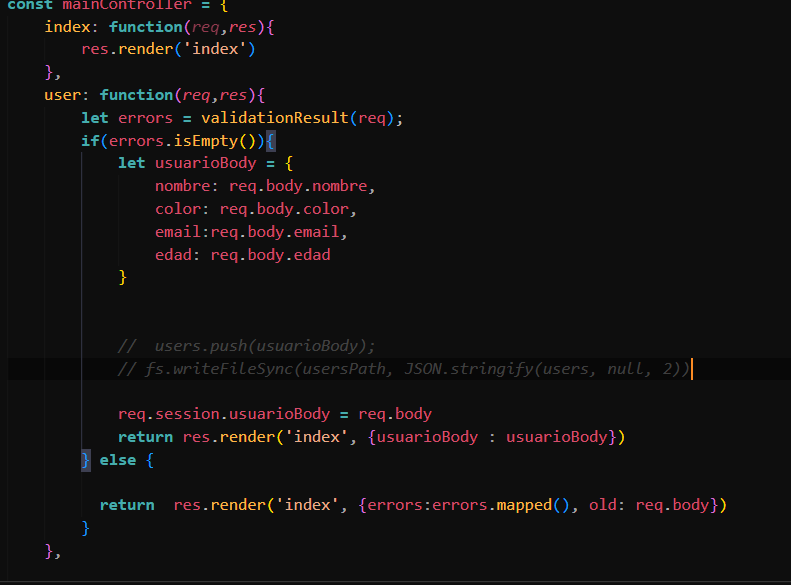 const mainController = {
index: function(req,res){
res.render('index')
},
user: function(req,res){
let errors = validationResult(req);
if(errors.isEmpty()){
let usuarioBody = {
nombre: req.body.nombre,
color: req.body.color,
email:req.body.email,
edad: req.body.edad
}
//  users.push(usuarioBody);
// fs.writeFileSync(usersPath, JSON.stringify(users, null, 2))
req.session.usuarioBody = req.body
return res.render('index', {usuarioBody : usuarioBody})
} else {
return  res.render('index', {errors:errors.mapped(), old: req.body})
}
},